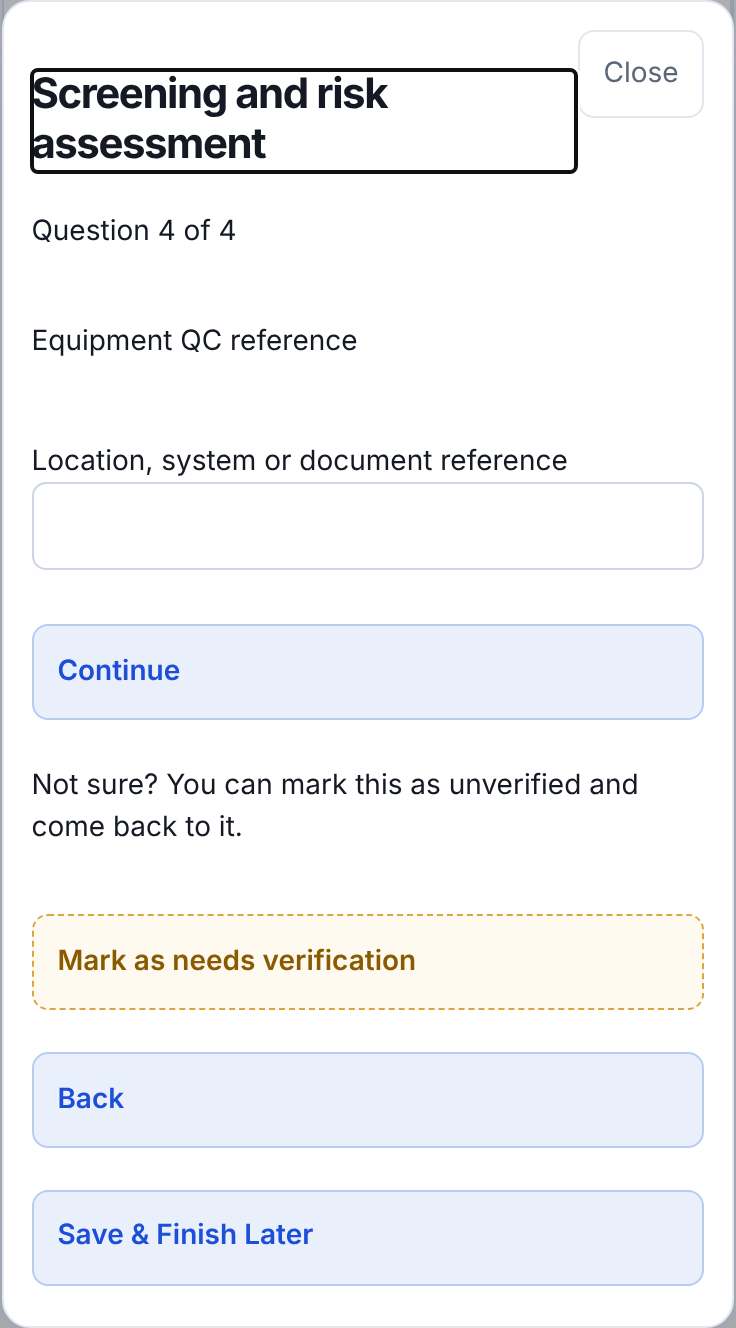 Close
Screening and risk
assessment
Question 4 of 4
Equipment QC reference
Location, system or document reference
Continue
Not sure? You can mark this as unverified and
come back to it.
Mark as needs verification
Back
Save & Finish Later